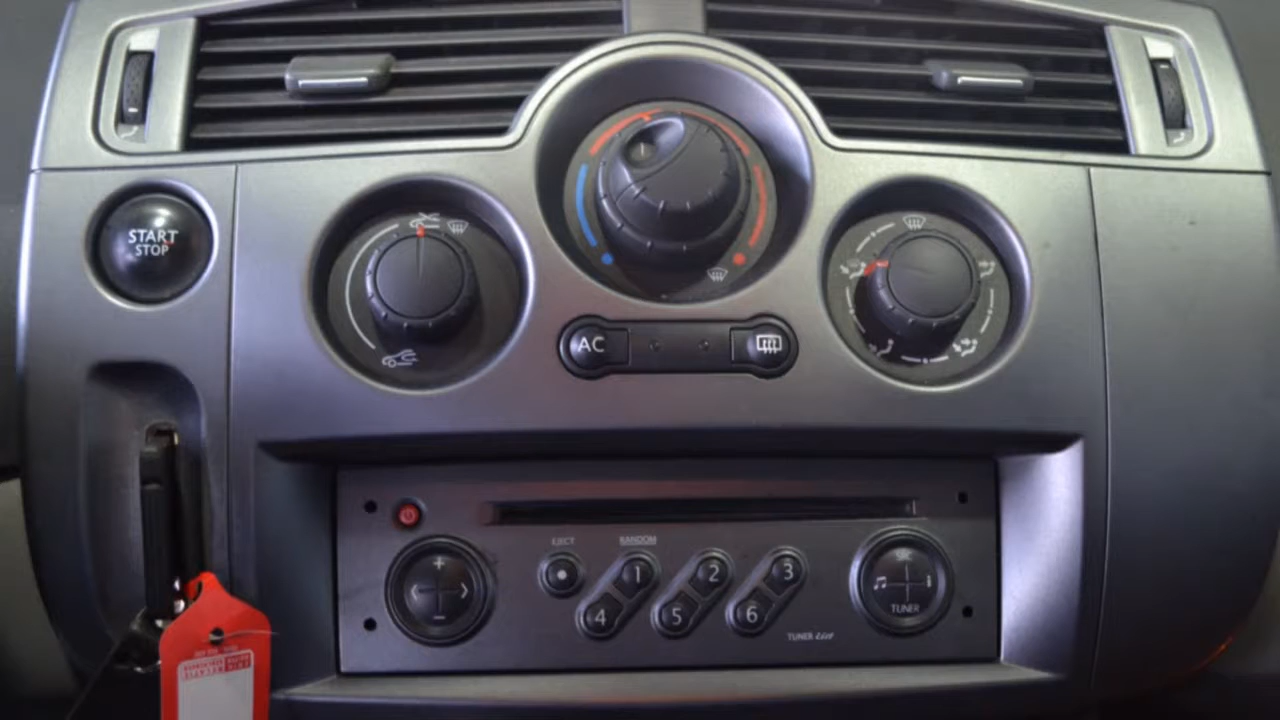 START
STOP
AC
EJECT
RANDOM
1
2
3
4
5
6
+
−
TUNER
TUNER list